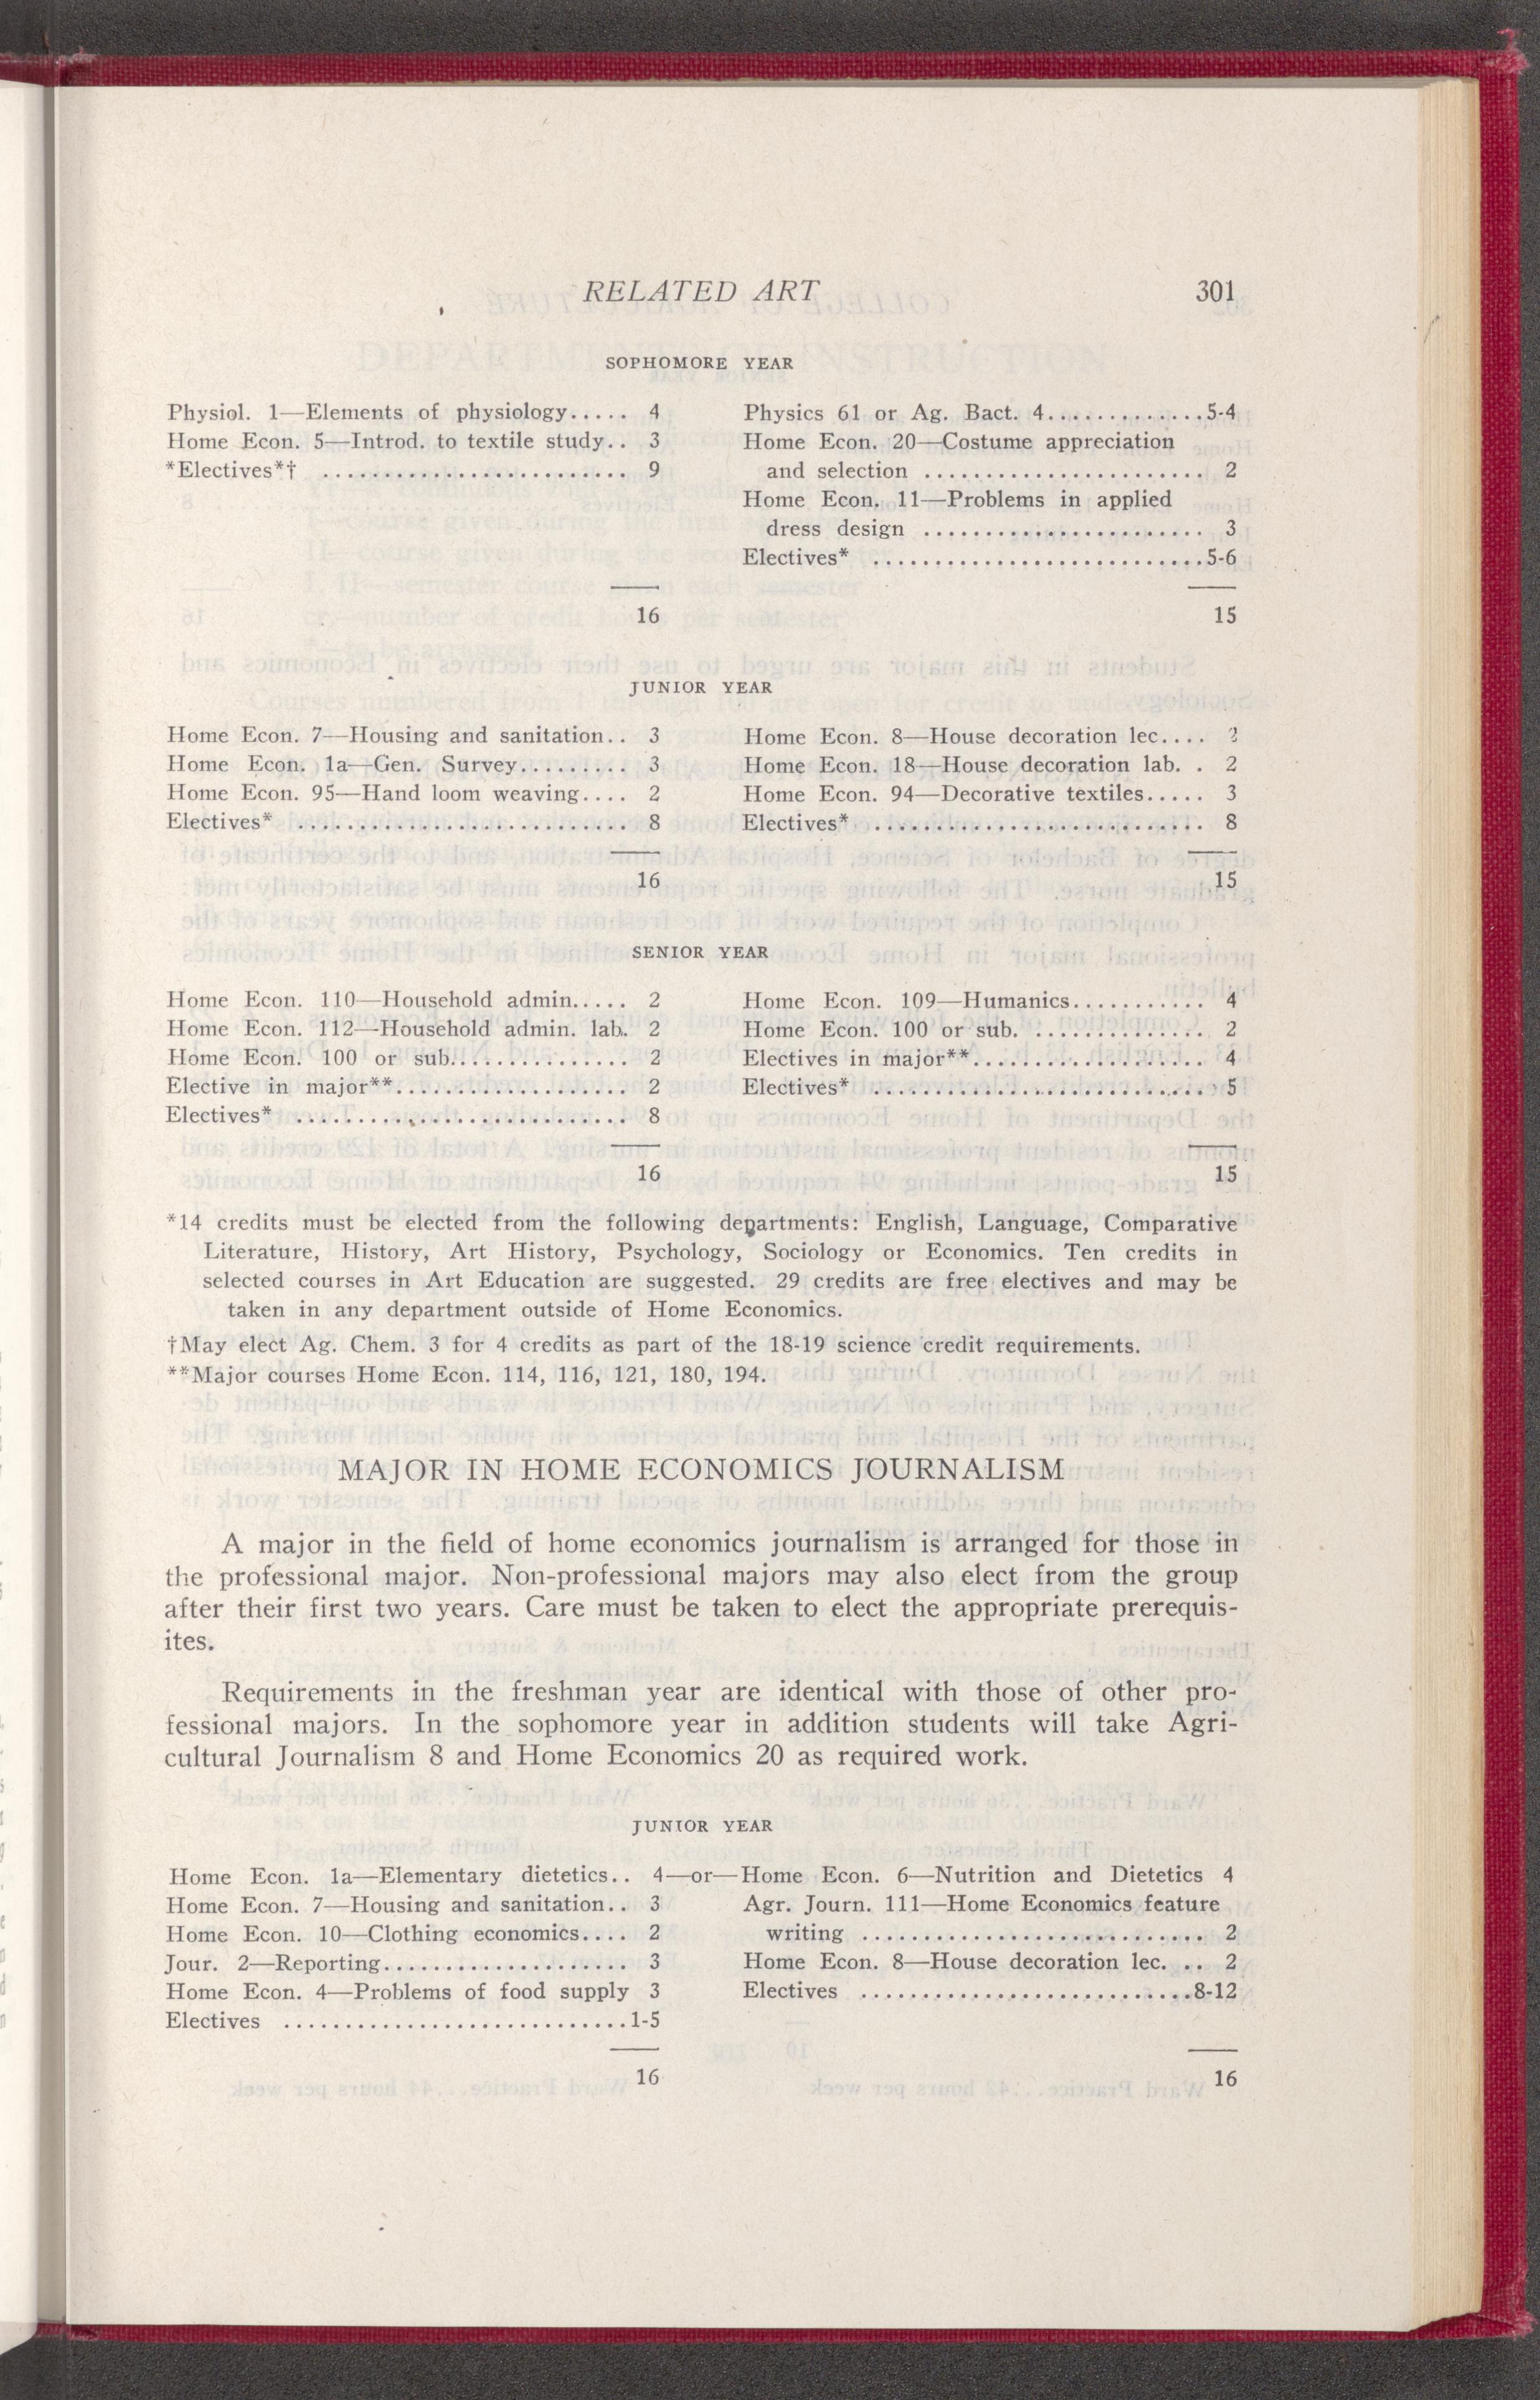 RELATED ART 301
SOPHOMORE YEAR
Physiol. 1—Elements of physiology..... 4
Home Econ. 5—Introd. to textile study.. 3
*Electives*† ......................... 9
16
Physics 61 or Ag. Bact. 4.............5-4
Home Econ. 20—Costume appreciation
and selection ....................... 2
Home Econ. 11—Problems in applied
dress design ....................... 3
Electives* ...........................5-6
15
JUNIOR YEAR
Home Econ. 7—Housing and sanitation.. 3
Home Econ. 1a—Gen. Survey......... 3
Home Econ. 95—Hand loom weaving.... 2
Electives* ........................... 8
16
Home Econ. 8—House decoration lec.... 2
Home Econ. 18—House decoration lab. . 2
Home Econ. 94—Decorative textiles..... 3
Electives* ........................... 8
15
SENIOR YEAR
Home Econ. 110—Household admin..... 2
Home Econ. 112—Household admin. lab. 2
Home Econ. 100 or sub............... 2
Elective in major**................... 2
Electives* ........................... 8
16
Home Econ. 109—Humanics........... 4
Home Econ. 100 or sub. .............. 2
Electives in major**................... 4
Electives* ........................... 5
15
*14 credits must be elected from the following departments: English, Language, Comparative
Literature, History, Art History, Psychology, Sociology or Economics. Ten credits in
selected courses in Art Education are suggested. 29 credits are free electives and may be
taken in any department outside of Home Economics.
†May elect Ag. Chem. 3 for 4 credits as part of the 18-19 science credit requirements.
**Major courses Home Econ. 114, 116, 121, 180, 194.
MAJOR IN HOME ECONOMICS JOURNALISM
A major in the field of home economics journalism is arranged for those in
the professional major. Non-professional majors may also elect from the group
after their first two years. Care must be taken to elect the appropriate prerequis-
ites.
Requirements in the freshman year are identical with those of other pro-
fessional majors. In the sophomore year in addition students will take Agri-
cultural Journalism 8 and Home Economics 20 as required work.
JUNIOR YEAR
Home Econ. 1a—Elementary dietetics.. 4—or—Home Econ. 6—Nutrition and Dietetics 4
Home Econ. 7—Housing and sanitation.. 3
Home Econ. 10—Clothing economics.... 2
Jour. 2—Reporting.................... 3
Home Econ. 4—Problems of food supply 3
Electives ............................1-5
16
Agr. Journ. 111—Home Economics feature
writing ............................ 2
Home Econ. 8—House decoration lec. .. 2
Electives ...........................8-12
16